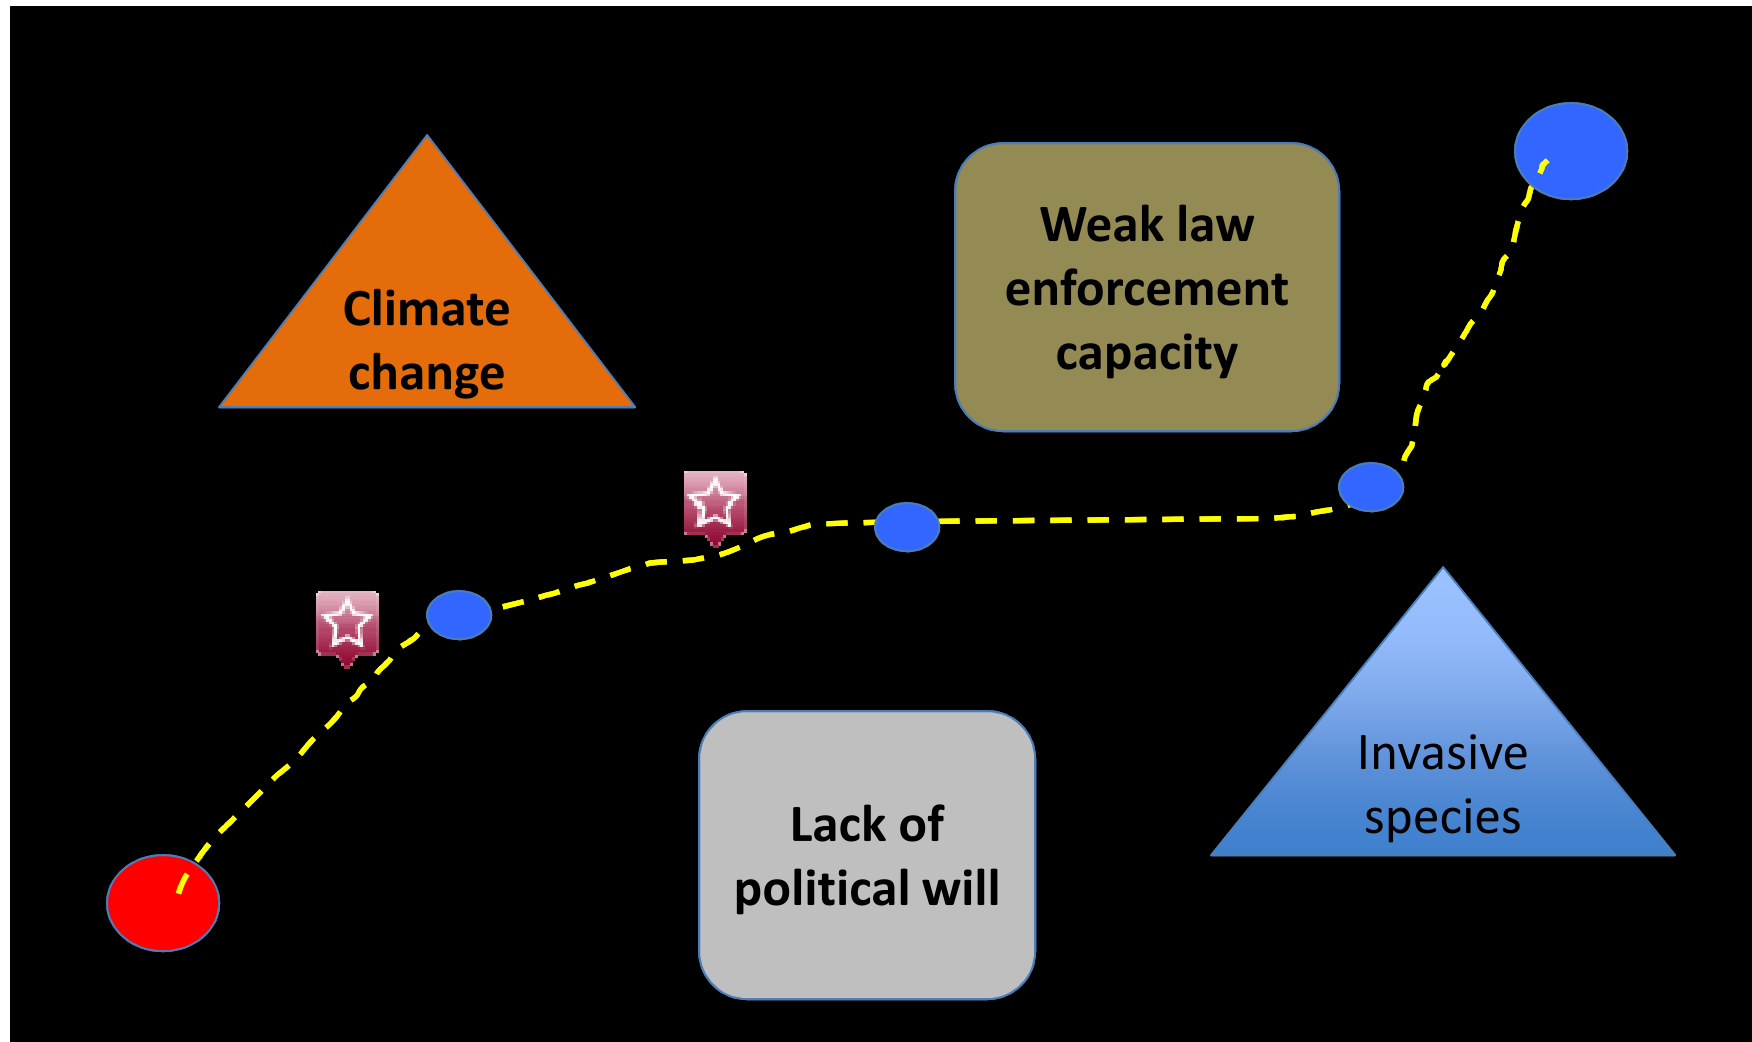 Climate
change
Weak law
enforcement
capacity
Lack of
political will
Invasive
species